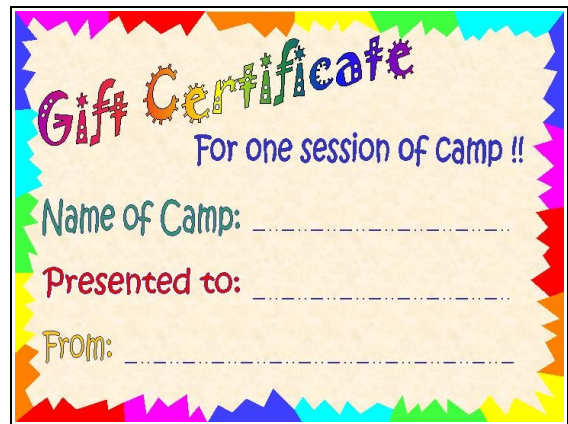 Gift Certificate
For one session of camp !!
Name of Camp:
Presented to:
From: